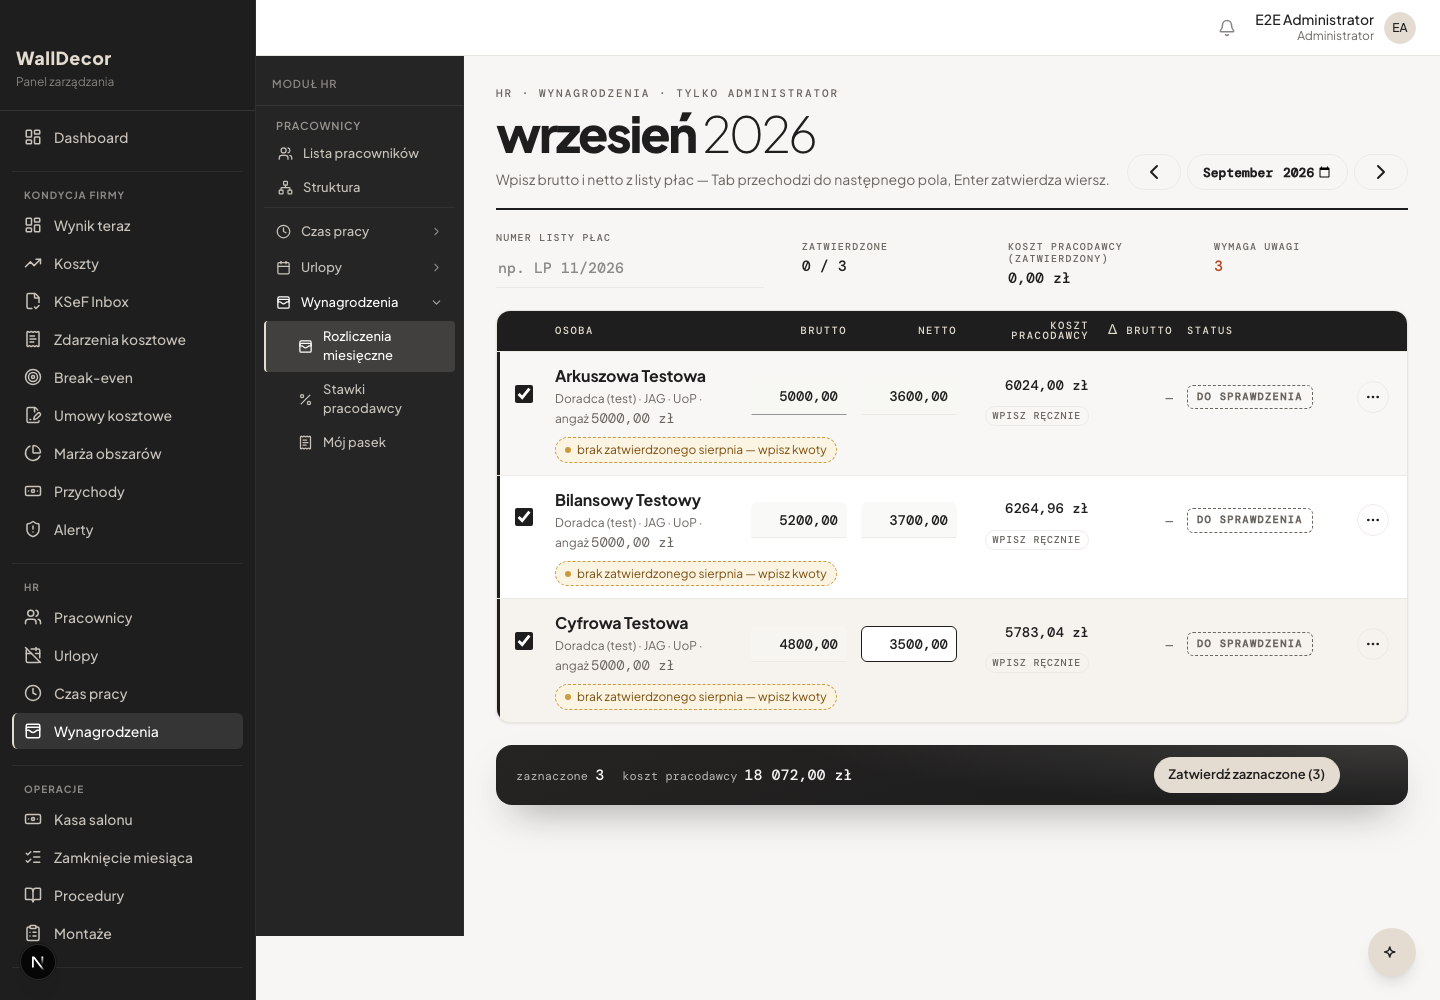 WallDecor
Panel zarządzania
Dashboard
KONDYCJA FIRMY
Wynik teraz
Koszty
KSeF Inbox
Zdarzenia kosztowe
Break-even
Umowy kosztowe
Marża obszarów
Przychody
Alerty
HR
Pracownicy
Urlopy
Czas pracy
Wynagrodzenia
OPERACJE
Kasa salonu
Zamknięcie miesiąca
Procedury
Montaże
N
MODUŁ HR
PRACOWNICY
Lista pracowników
Struktura
Czas pracy
Urlopy
Wynagrodzenia
Rozliczenia
miesięczne
Stawki
pracodawcy
Mój pasek
E2E Administrator
Administrator
EA
HR · WYNAGRODZENIA · TYLKO ADMINISTRATOR
wrzesień 2026
Wpisz brutto i netto z listy płac — Tab przechodzi do następnego pola, Enter zatwierdza wiersz.
September 2026
NUMER LISTY PŁAC
np. LP 11/2026
ZATWIERDZONE
0 / 3
KOSZT PRACODAWCY
(ZATWIERDZONY)
0,00 zł
WYMAGA UWAGI
3
OSOBA BRUTTO NETTO KOSZT PRACODAWCY Δ BRUTTO STATUS
Arkuszowa Testowa
Doradca (test) · JAG · UoP ·
angaż 5000,00 zł
brak zatwierdzonego sierpnia — wpisz kwoty
5000,00 3600,00 6024,00 zł
WPISZ RĘCZNIE
– DO SPRAWDZENIA
Bilansowy Testowy
Doradca (test) · JAG · UoP ·
angaż 5000,00 zł
brak zatwierdzonego sierpnia — wpisz kwoty
5200,00 3700,00 6264,96 zł
WPISZ RĘCZNIE
– DO SPRAWDZENIA
Cyfrowa Testowa
Doradca (test) · JAG · UoP ·
angaż 5000,00 zł
brak zatwierdzonego sierpnia — wpisz kwoty
4800,00 3500,00 5783,04 zł
WPISZ RĘCZNIE
– DO SPRAWDZENIA
zaznaczone 3 koszt pracodawcy 18 072,00 zł
Zatwierdź zaznaczone (3)